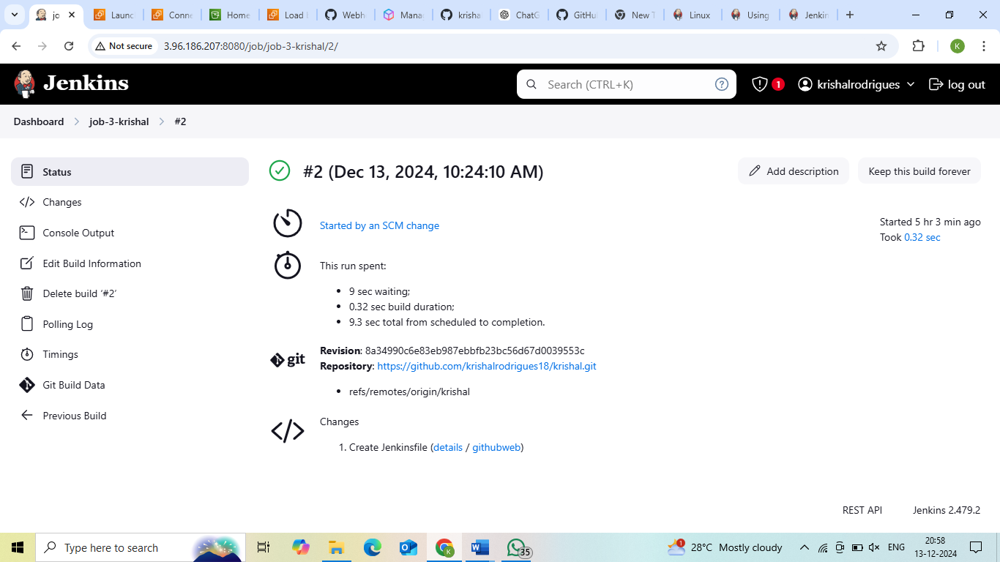 jo
Launc
Conne
Home
Load
Webh
Mana
krisha
ChatG
GitHu
New T
Linux
Using
Jenkin
Not secure
3.96.186.207:8080/job/job-3-krishal/2/
K
Jenkins
Search (CTRL+K)
?
1
krishalrodrigues
log out
Dashboard
job-3-krishal
#2
Status
#2 (Dec 13, 2024, 10:24:10 AM)
Add description
Keep this build forever
Changes
Console Output
Edit Build Information
Delete build ‘#2’
Polling Log
Timings
Git Build Data
Previous Build
Started by an SCM change
Started 5 hr 3 min ago
Took 0.32 sec
This run spent:
• 9 sec waiting;
• 0.32 sec build duration;
• 9.3 sec total from scheduled to completion.
git
Revision: 8a34990c6e83eb987ebbfb23bc56d67d0039553c
Repository: https://github.com/krishalrodrigues18/krishal.git
• refs/remotes/origin/krishal
Changes
1. Create Jenkinsfile (details / githubweb)
REST API
Jenkins 2.479.2
Type here to search
K
W
35
1
28°C Mostly cloudy
ENG
20:58
13-12-2024